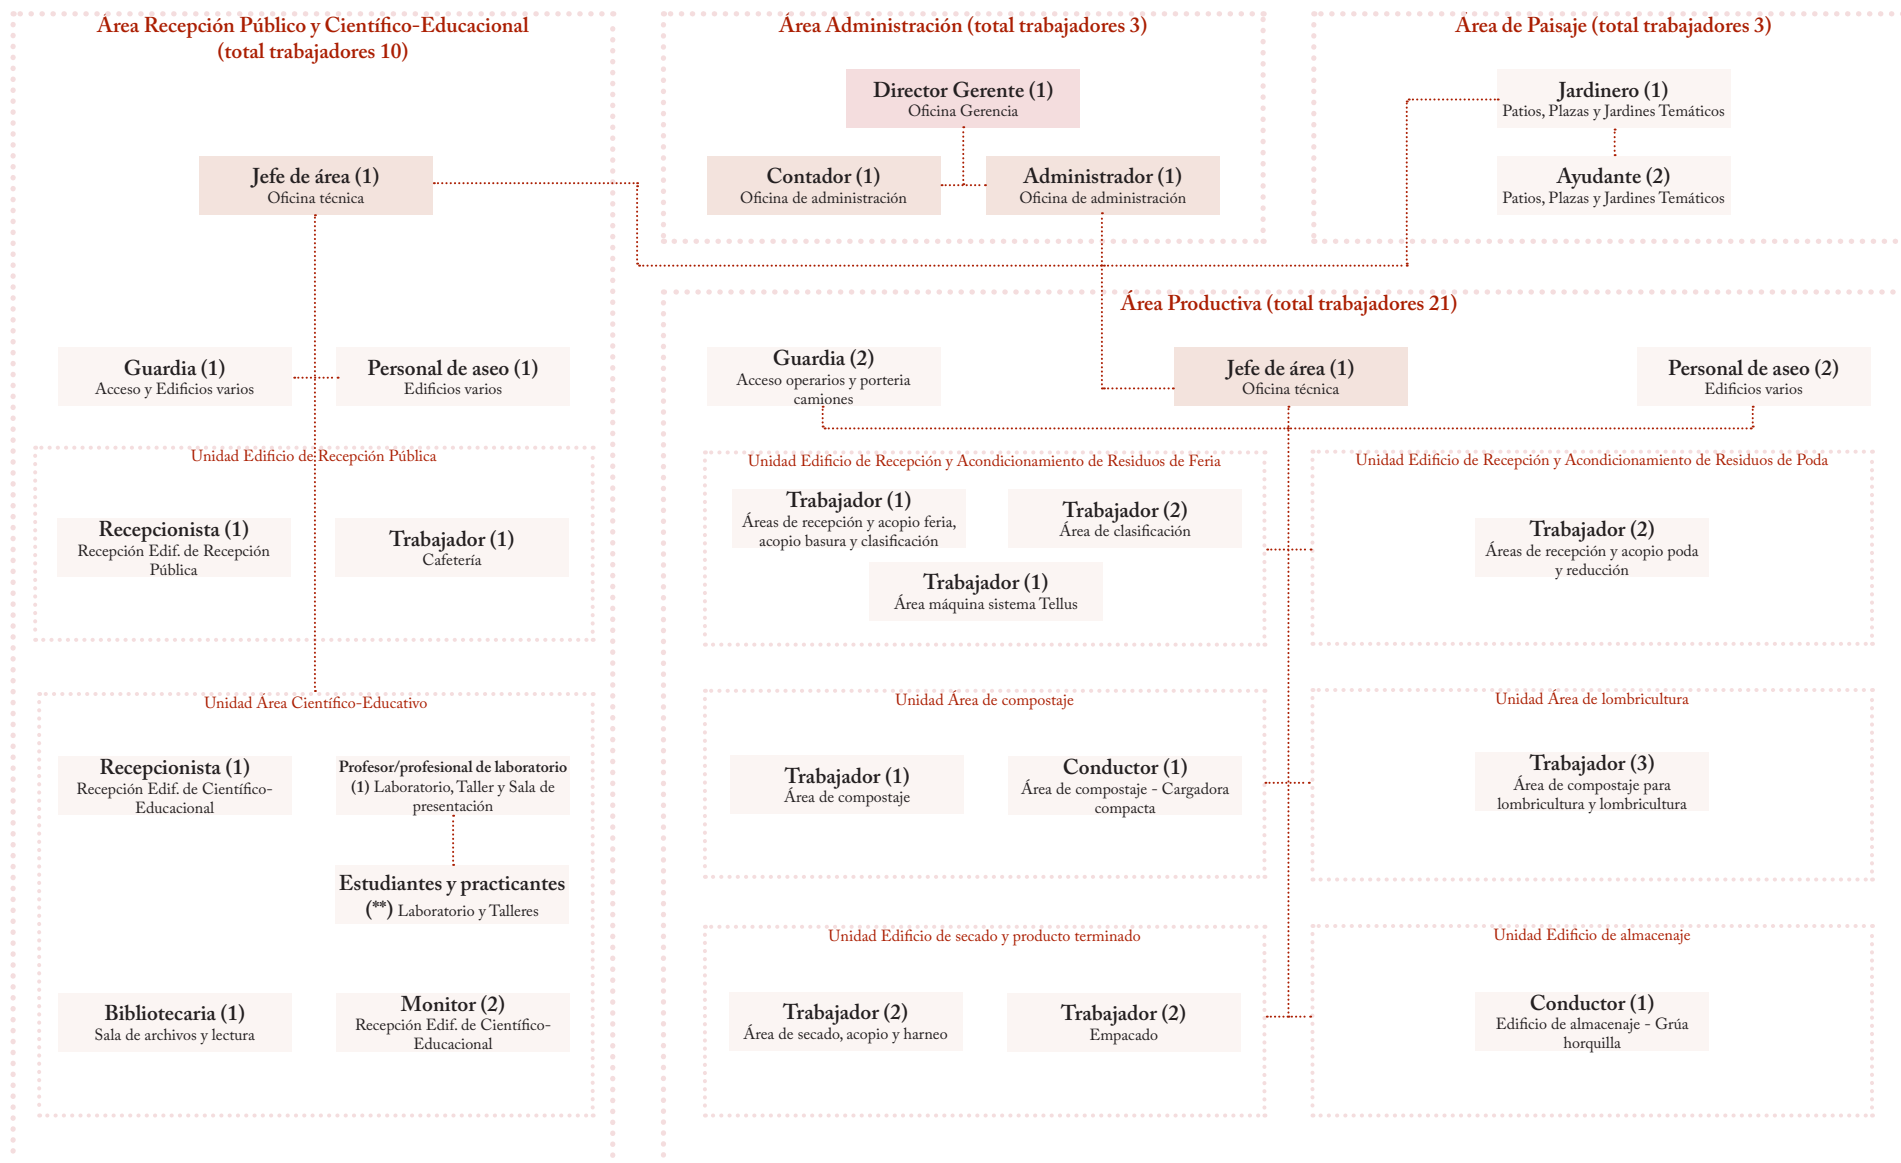 Área Recepción Público y Científico-Educacional
(total trabajadores 10)
Jefe de área (1)
Oficina técnica
Guardia (1)
Acceso y Edificios varios
Personal de aseo (1)
Edificios varios
Unidad Edificio de Recepción Pública
Recepcionista (1)
Recepción Edif. de Recepción
Pública
Trabajador (1)
Cafetería
Unidad Área Científico-Educativo
Recepcionista (1)
Recepción Edif. de Científico-
Educacional
Profesor/profesional de laboratorio
(1) Laboratorio, Taller y Sala de
presentación
Estudiantes y practicantes
(**) Laboratorio y Talleres
Bibliotecaria (1)
Sala de archivos y lectura
Monitor (2)
Recepción Edif. de Científico-
Educacional
Área Administración (total trabajadores 3)
Director Gerente (1)
Oficina Gerencia
Contador (1)
Oficina de administración
Administrador (1)
Oficina de administración
Área de Paisaje (total trabajadores 3)
Jardinero (1)
Patios, Plazas y Jardines Temáticos
Ayudante (2)
Patios, Plazas y Jardines Temáticos
Área Productiva (total trabajadores 21)
Guardia (2)
Acceso operarios y porteria
camiones
Jefe de área (1)
Oficina técnica
Personal de aseo (2)
Edificios varios
Unidad Edificio de Recepción y Acondicionamiento de Residuos de Feria
Trabajador (1)
Áreas de recepción y acopio feria,
acopio basura y clasificación
Trabajador (2)
Área de clasificación
Trabajador (1)
Área máquina sistema Tellus
Unidad Edificio de Recepción y Acondicionamiento de Residuos de Poda
Trabajador (2)
Áreas de recepción y acopio poda
y reducción
Unidad Área de compostaje
Trabajador (1)
Área de compostaje
Conductor (1)
Área de compostaje - Cargadora
compacta
Unidad Área de lombricultura
Trabajador (3)
Área de compostaje para
lombricultura y lombricultura
Unidad Edificio de secado y producto terminado
Trabajador (2)
Área de secado, acopio y harneo
Trabajador (2)
Empacado
Unidad Edificio de almacenaje
Conductor (1)
Edificio de almacenaje - Grúa
horquilla